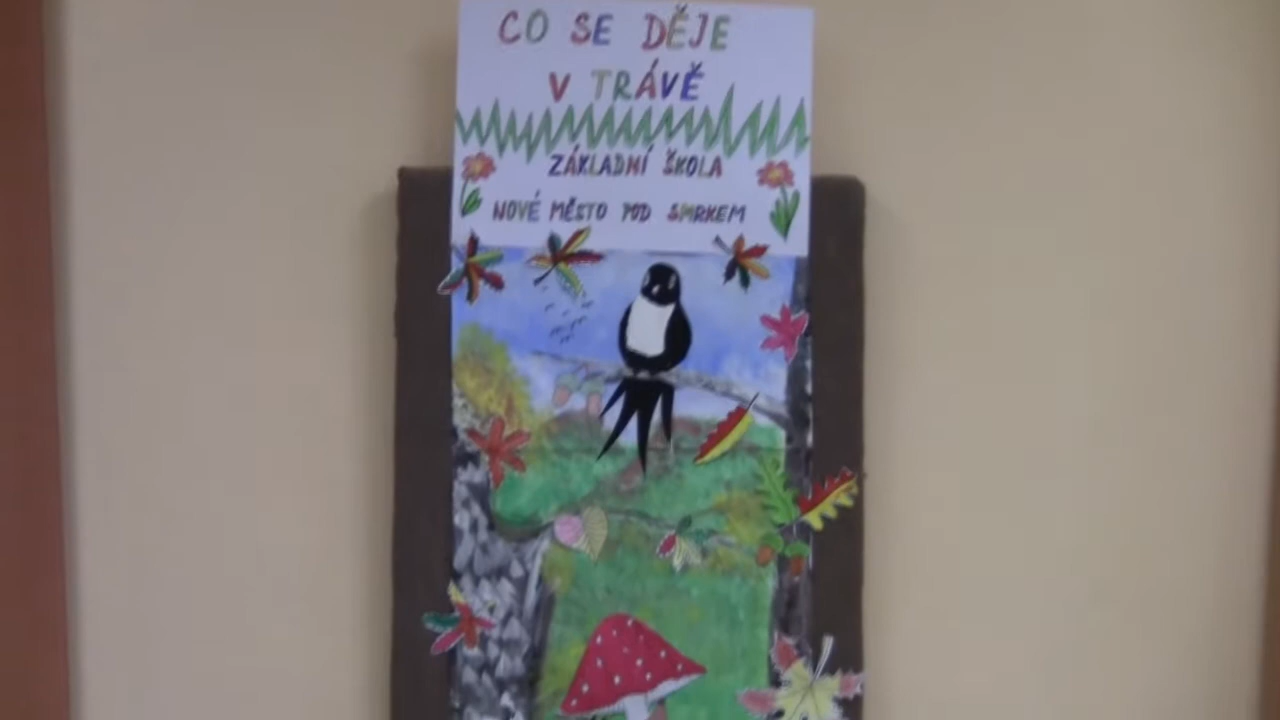 CO SE DĚJE
V TRÁVĚ
ZÁKLADNÍ ŠKOLA
NOVÉ MĚSTO POD SMRKEM